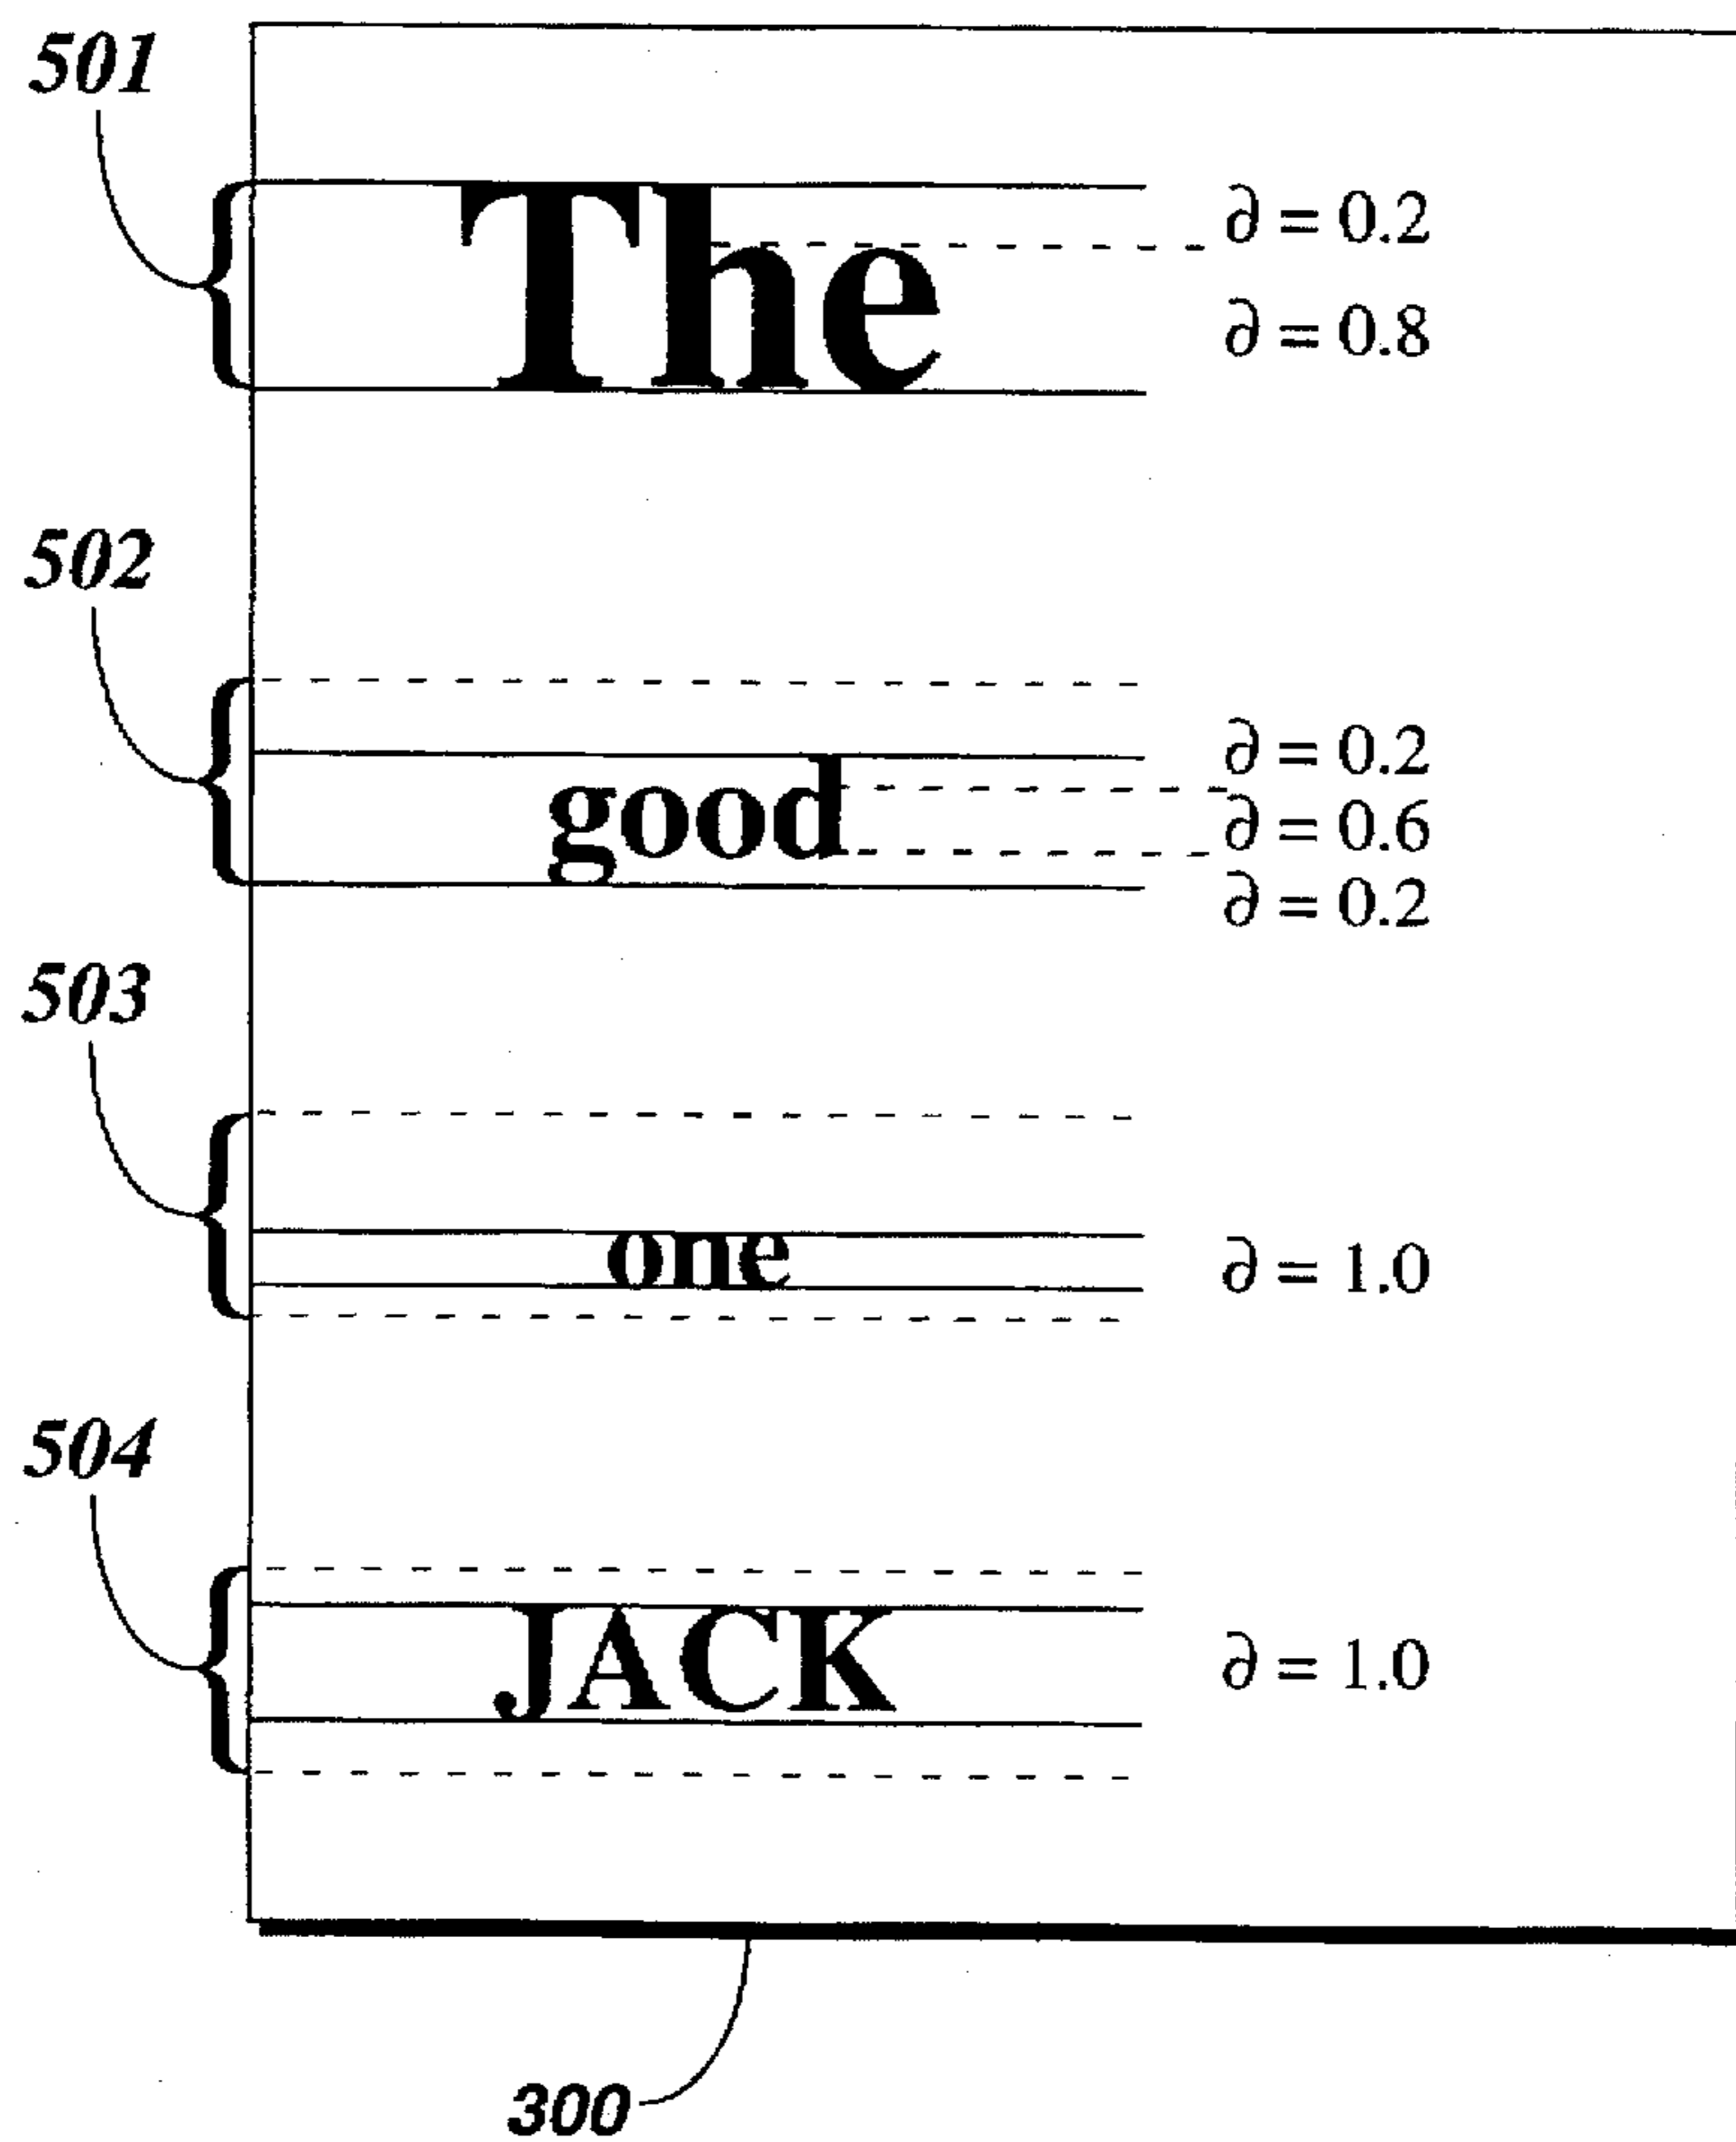 501
The ∂ = 0.2
∂ = 0.8
502
∂ = 0.2
good ∂ = 0.6
∂ = 0.2
503
one ∂ = 1.0
504
JACK ∂ = 1.0
300